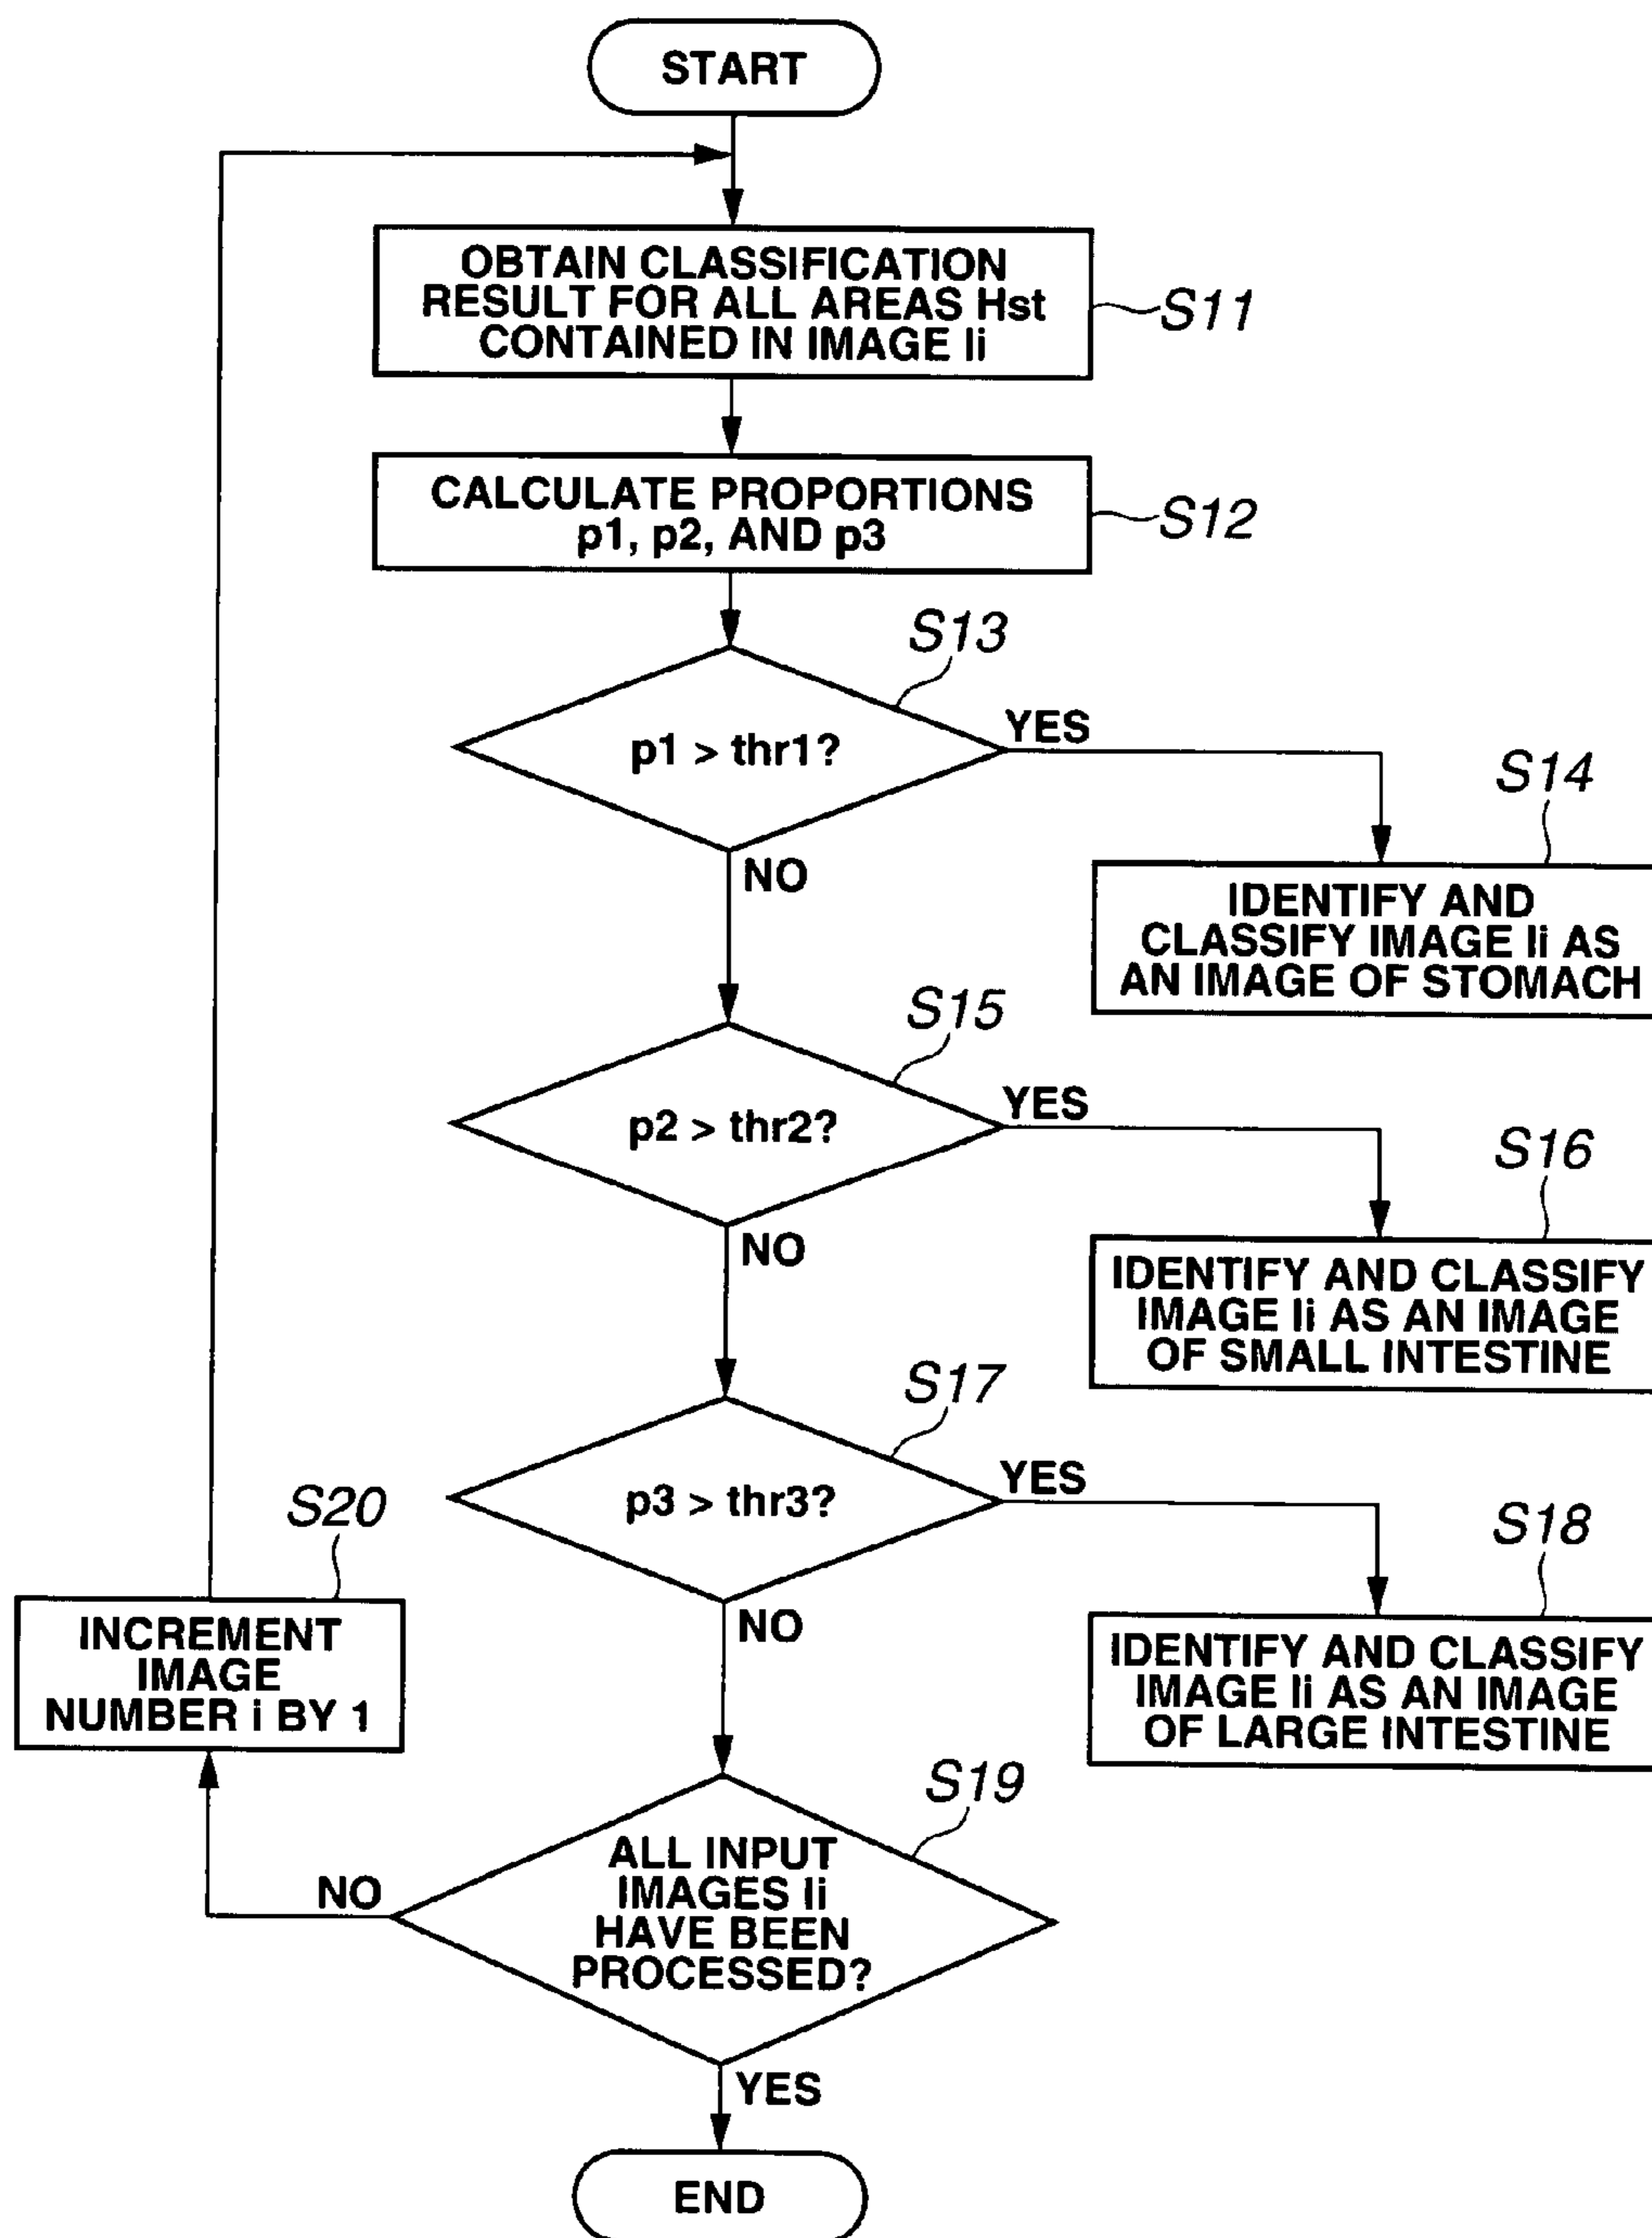 START
OBTAIN CLASSIFICATION
RESULT FOR ALL AREAS Hst
CONTAINED IN IMAGE Ii
S11
CALCULATE PROPORTIONS
p1, p2, AND p3
S12
S13
p1 > thr1?
YES
NO
S14
IDENTIFY AND
CLASSIFY IMAGE Ii AS
AN IMAGE OF STOMACH
S15
p2 > thr2?
YES
NO
S16
IDENTIFY AND CLASSIFY
IMAGE Ii AS AN IMAGE
OF SMALL INTESTINE
S17
p3 > thr3?
YES
NO
S18
IDENTIFY AND CLASSIFY
IMAGE Ii AS AN IMAGE
OF LARGE INTESTINE
S20
INCREMENT
IMAGE
NUMBER i BY 1
S19
ALL INPUT
IMAGES Ii
HAVE BEEN
PROCESSED?
NO
YES
END